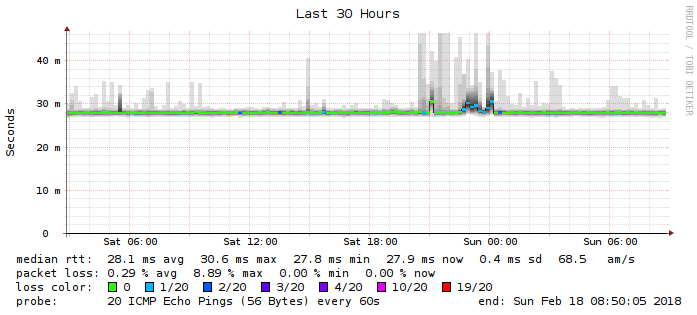 Last 30 Hours
RRDTOOL / TOBI OETIKER
Seconds
40 m
30 m
20 m
10 m
0
Sat 06:00 Sat 12:00 Sat 18:00 Sun 00:00 Sun 06:00
median rtt: 28.1 ms avg 30.6 ms max 27.8 ms min 27.9 ms now 0.4 ms sd 68.5 am/s
packet loss: 0.29 % avg 8.89 % max 0.00 % min 0.00 % now
loss color: 0 1/20 2/20 3/20 4/20 10/20 19/20
probe: 20 ICMP Echo Pings (56 Bytes) every 60s end: Sun Feb 18 08:50:05 2018